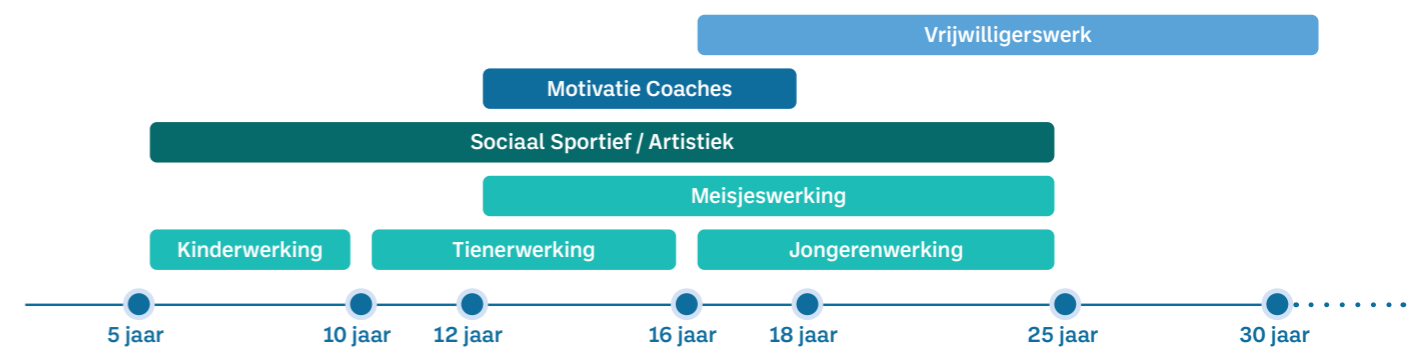 Vrijwilligerswerk
Motivatie Coaches
Sociaal Sportief / Artistiek
Meisjeswerking
Kinderwerking Tienerwerking Jongerenwerking
5 jaar 10 jaar 12 jaar 16 jaar 18 jaar 25 jaar 30 jaar